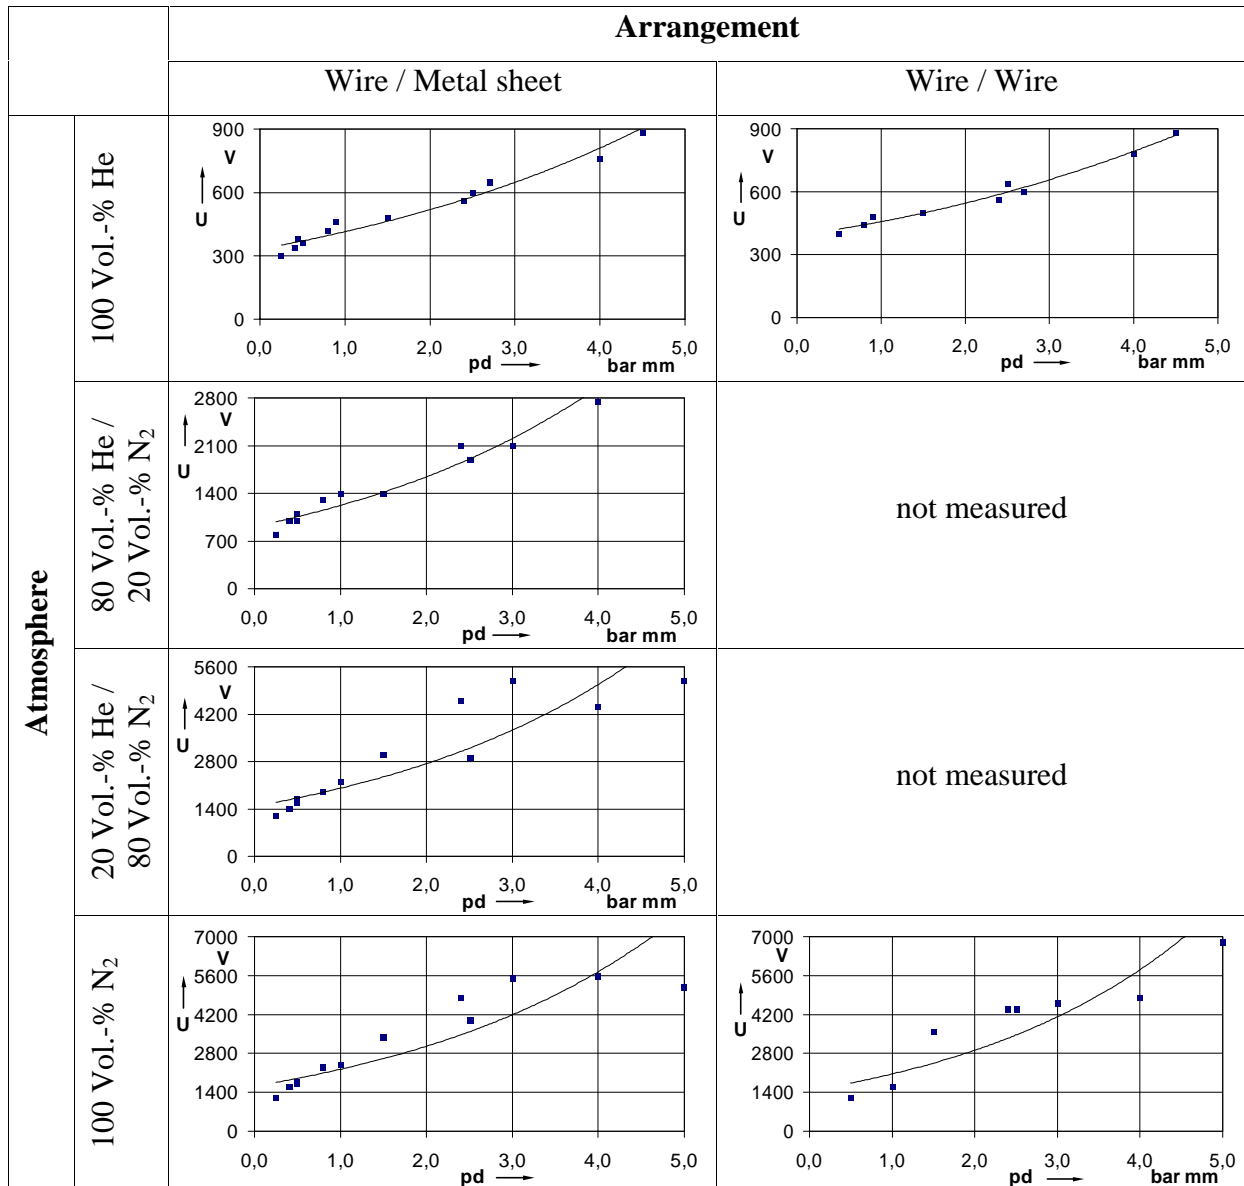 Arrangement
Wire / Metal sheet
Wire / Wire
Atmosphere
100 Vol.-% He
900
V
600
U
300
0
0,0 1,0 2,0 3,0 4,0 5,0
pd bar mm
900
V
600
U
300
0
0,0 1,0 2,0 3,0 4,0 5,0
pd bar mm
80 Vol.-% He /
20 Vol.-% N₂
2800
V
2100
U
1400
700
0
0,0 1,0 2,0 3,0 4,0 5,0
pd bar mm
not measured
20 Vol.-% He /
80 Vol.-% N₂
5600
V
4200
U
2800
1400
0
0,0 1,0 2,0 3,0 4,0 5,0
pd bar mm
not measured
100 Vol.-% N₂
7000
V
5600
4200
U
2800
1400
0
0,0 1,0 2,0 3,0 4,0 5,0
pd bar mm
7000
V
5600
4200
U
2800
1400
0
0,0 1,0 2,0 3,0 4,0 5,0
pd bar mm